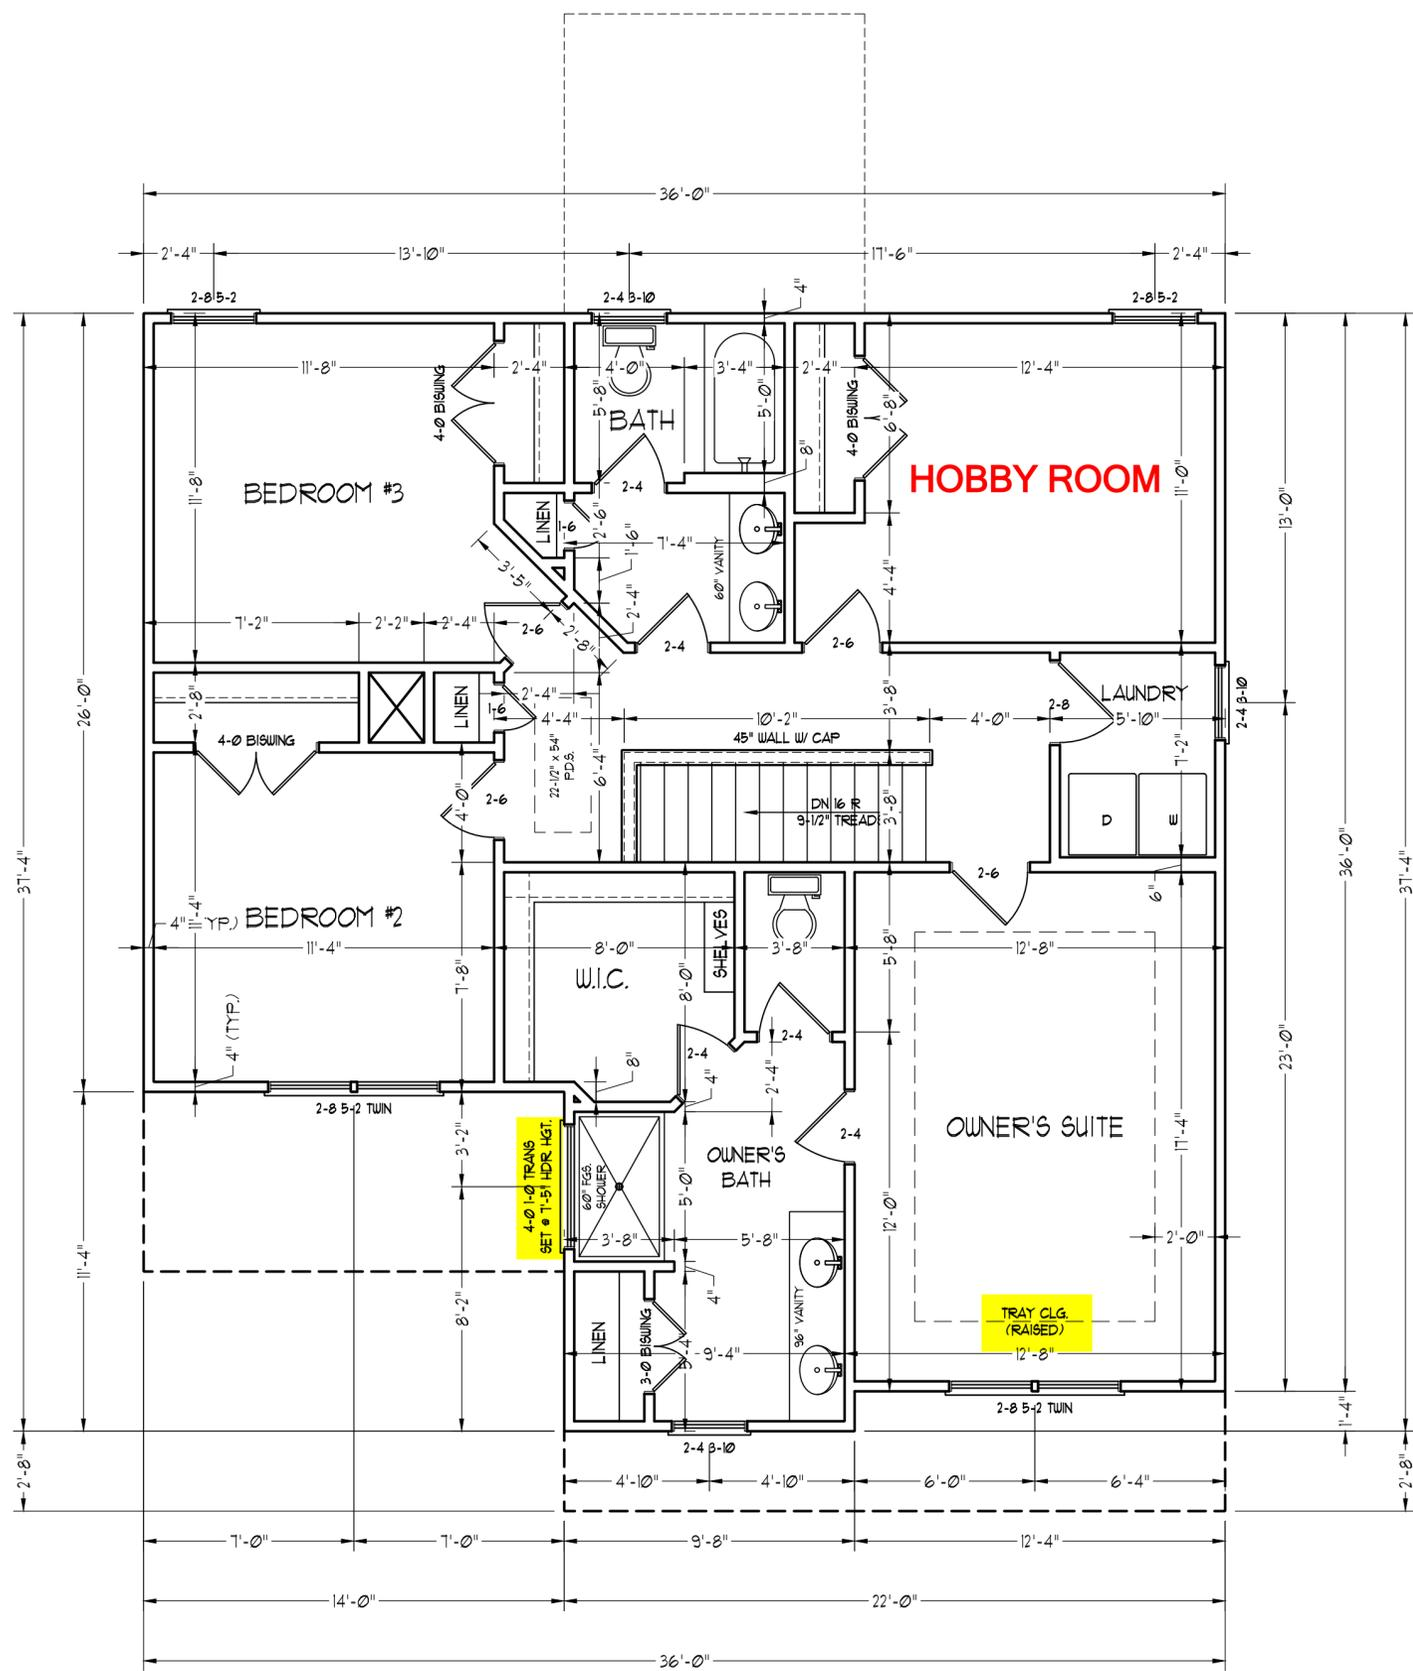 36'-0"
2'-4" 13'-10" 17'-6" 2'-4"
4"
2-8 5-2 2-4 3-10 2-8 5-2
11'-8" 2'-4" 4'-0" 3'-4" 2'-4" 12'-4"
4-0 BISWING 5'-8" 5'-0" 4-0 BISWING 6'-8"
BATH
8"
HOBBY ROOM
11'-8" BEDROOM #3 2-4 11'-0"
13'-0"
LINEN 1-6 2'-6" 1'-6" 7'-4" 60" VANITY
3'-5" 2'-4" 4'-4"
7'-2" 2'-2" 2'-4" 2-6 2'-8" 2-4 2-6
26'-0"
2'-8" LINEN 1-6 2'-4" 3'-8" 2-8 LAUNDRY 2-4 3-10
4'-4" 10'-2" 4'-0" 5'-10"
4-0 BISWING 45" WALL W/ CAP 7'-2"
22-1/2" x 54"
P.D.S.
6'-4"
4'-0" 2-6
DN 16 R
9-1/2" TREAD
3'-8"
D W
37'-4" 36'-0" 37'-4"
2-6 6"
4" TYP.) 11'-4" BEDROOM #2
11'-4" 8'-0" SHELVES 3'-8" 5'-8" 12'-8"
7'-8" W.I.C. 8'-0"
4" (TYP.)
2-4 2-4
8" 4" 2'-4"
23'-0"
2-8 5-2 TWIN
3'-2"
4-0 1-0 TRANS
SET @ 7'-5" HDR HGT.
60" FGS.
SHOWER
5'-0"
OWNER'S
BATH
2-4
OWNER'S SUITE
17'-4"
12'-0"
3'-8" 5'-8" 2'-0"
11'-4" 8'-2" 4"
TRAY CLG.
(RAISED)
LINEN 3-0 BISWING 9'-4" 96" VANITY 12'-8"
2-8 5-2 TWIN
1'-4"
2-4 3-10
2'-8" 4'-10" 4'-10" 6'-0" 6'-4" 2'-8"
7'-0" 7'-0" 9'-8" 12'-4"
14'-0" 22'-0"
36'-0"